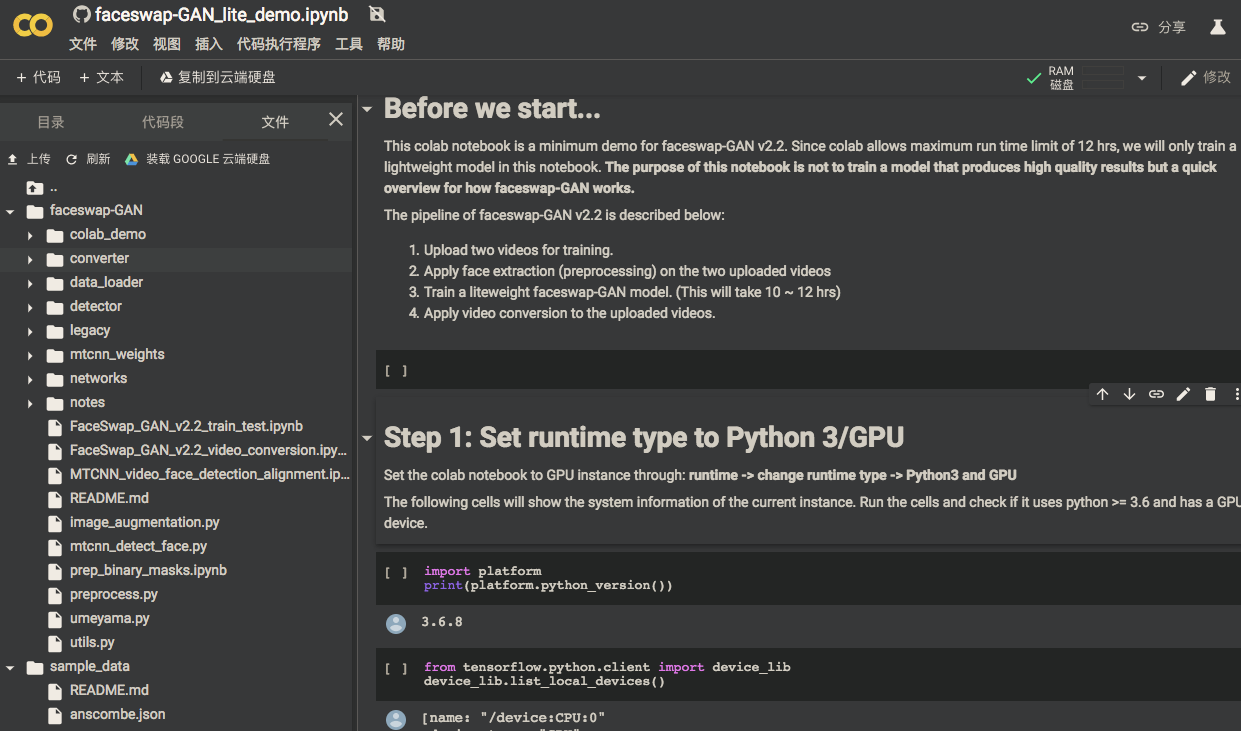 faceswap-GAN_lite_demo.ipynb
文件 修改 视图 插入 代码执行程序 工具 帮助
分享
+ 代码 + 文本 复制到云端硬盘
RAM
磁盘
修改
目录 代码段 文件
上传 刷新 装载 GOOGLE 云端硬盘
..
faceswap-GAN
colab_demo
converter
data_loader
detector
legacy
mtcnn_weights
networks
notes
FaceSwap_GAN_v2.2_train_test.ipynb
FaceSwap_GAN_v2.2_video_conversion.ipy...
MTCNN_video_face_detection_alignment.ip...
README.md
image_augmentation.py
mtcnn_detect_face.py
prep_binary_masks.ipynb
preprocess.py
umeyama.py
utils.py
sample_data
README.md
anscombe.json
Before we start...
This colab notebook is a minimum demo for faceswap-GAN v2.2. Since colab allows maximum run time limit of 12 hrs, we will only train a
lightweight model in this notebook. The purpose of this notebook is not to train a model that produces high quality results but a quick
overview for how faceswap-GAN works.
The pipeline of faceswap-GAN v2.2 is described below:
1. Upload two videos for training.
2. Apply face extraction (preprocessing) on the two uploaded videos
3. Train a liteweight faceswap-GAN model. (This will take 10 ~ 12 hrs)
4. Apply video conversion to the uploaded videos.
[ ]
Step 1: Set runtime type to Python 3/GPU
Set the colab notebook to GPU instance through: runtime -> change runtime type -> Python3 and GPU
The following cells will show the system information of the current instance. Run the cells and check if it uses python >= 3.6 and has a GPU
device.
[ ] import platform
print(platform.python_version())
3.6.8
[ ] from tensorflow.python.client import device_lib
device_lib.list_local_devices()
[name: "/device:CPU:0"